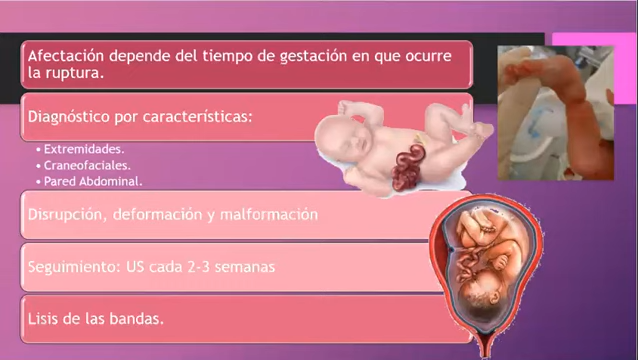 Afectación depende del tiempo de gestación en que ocurre
la ruptura.
Diagnóstico por características:
• Extremidades.
• Craneofaciales.
• Pared Abdominal.
Disrupción, deformación y malformación
Seguimiento: US cada 2-3 semanas
Lisis de las bandas.